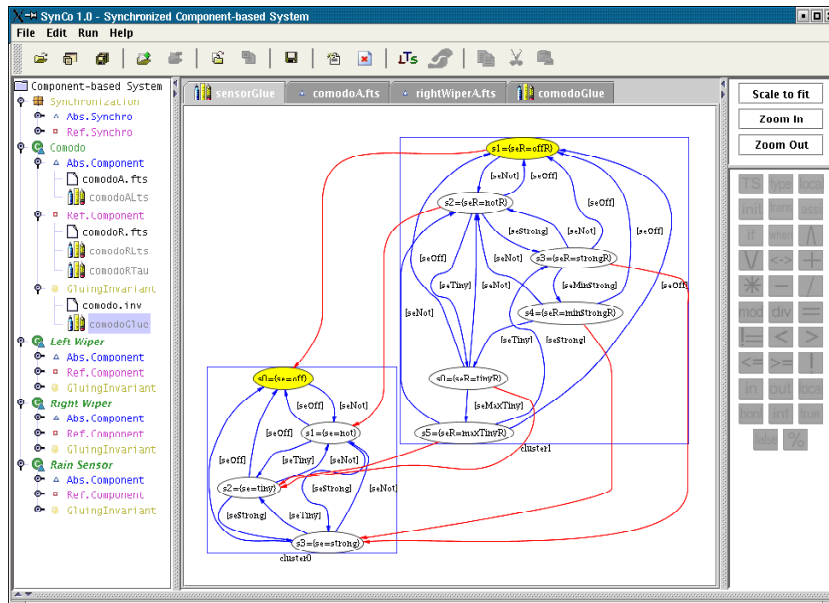 SynCo 1.0 - Synchronized Component-based System
File Edit Run Help
LTS
Component-based System
Synchronization
Abs.Synchro
Ref.Synchro
Comodo
Abs.Component
comodoA.fts
comodoALts
Ref.Component
comodoR.fts
comodoRLts
comodoRTau
GluingInvariant
comodo.inv
comodoGlue
Left Wiper
Abs.Component
Ref.Component
GluingInvariant
Right Wiper
Abs.Component
Ref.Component
GluingInvariant
Rain Sensor
Abs.Component
Ref.Component
GluingInvariant
sensorGlue comodoA.fts rightWiperA.fts comodoGlue
s1={seR=offR}
[seNot] [seOff]
s2={seR=notR}
[seOff]
[seStrong] [seNot] [seOff]
s3={seR=strongR}
[seOff] [seNot]
[seTiny] [seNot] [seMinStrong] [seOff]
s4={seR=minStrongR}
[seNot] [seTiny] [seStrong]
s0={seR=tinyR}
[seMaxTiny]
s5={seR=maxTinyR}
cluster1
s0={se=off}
[seOff] [seNot]
s1={se=not}
[seOff]
[seOff] [seTiny] [seNot]
s2={se=tiny}
[seStrong] [seNot]
[seStrong] [seTiny]
s3={se=strong}
cluster0
Scale to fit
Zoom In
Zoom Out
TS type local
init trans assi
if when /\
\/ <-> +
* - /
mod div =
!= < >
<= >= !
in out local
bool int true
false %